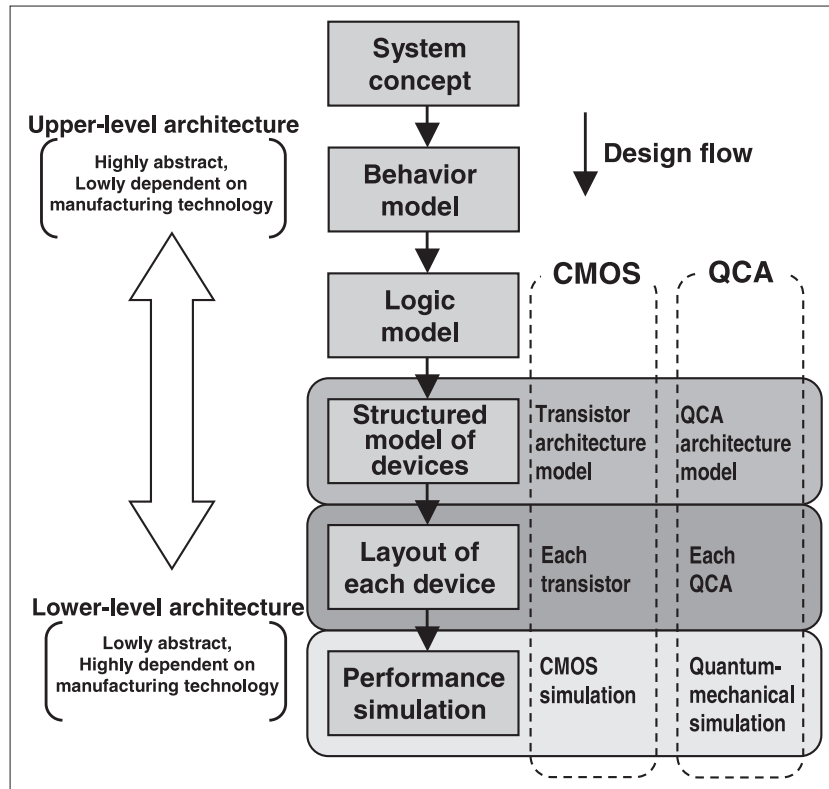 System
concept
Upper-level architecture
Highly abstract,
Lowly dependent on
manufacturing technology
Design flow
Behavior
model
CMOS
QCA
Logic
model
Structured
model of
devices
Transistor
architecture
model
QCA
architecture
model
Layout of
each device
Each
transistor
Each
QCA
Lower-level architecture
Lowly abstract,
Highly dependent on
manufacturing technology
Performance
simulation
CMOS
simulation
Quantum-
mechanical
simulation